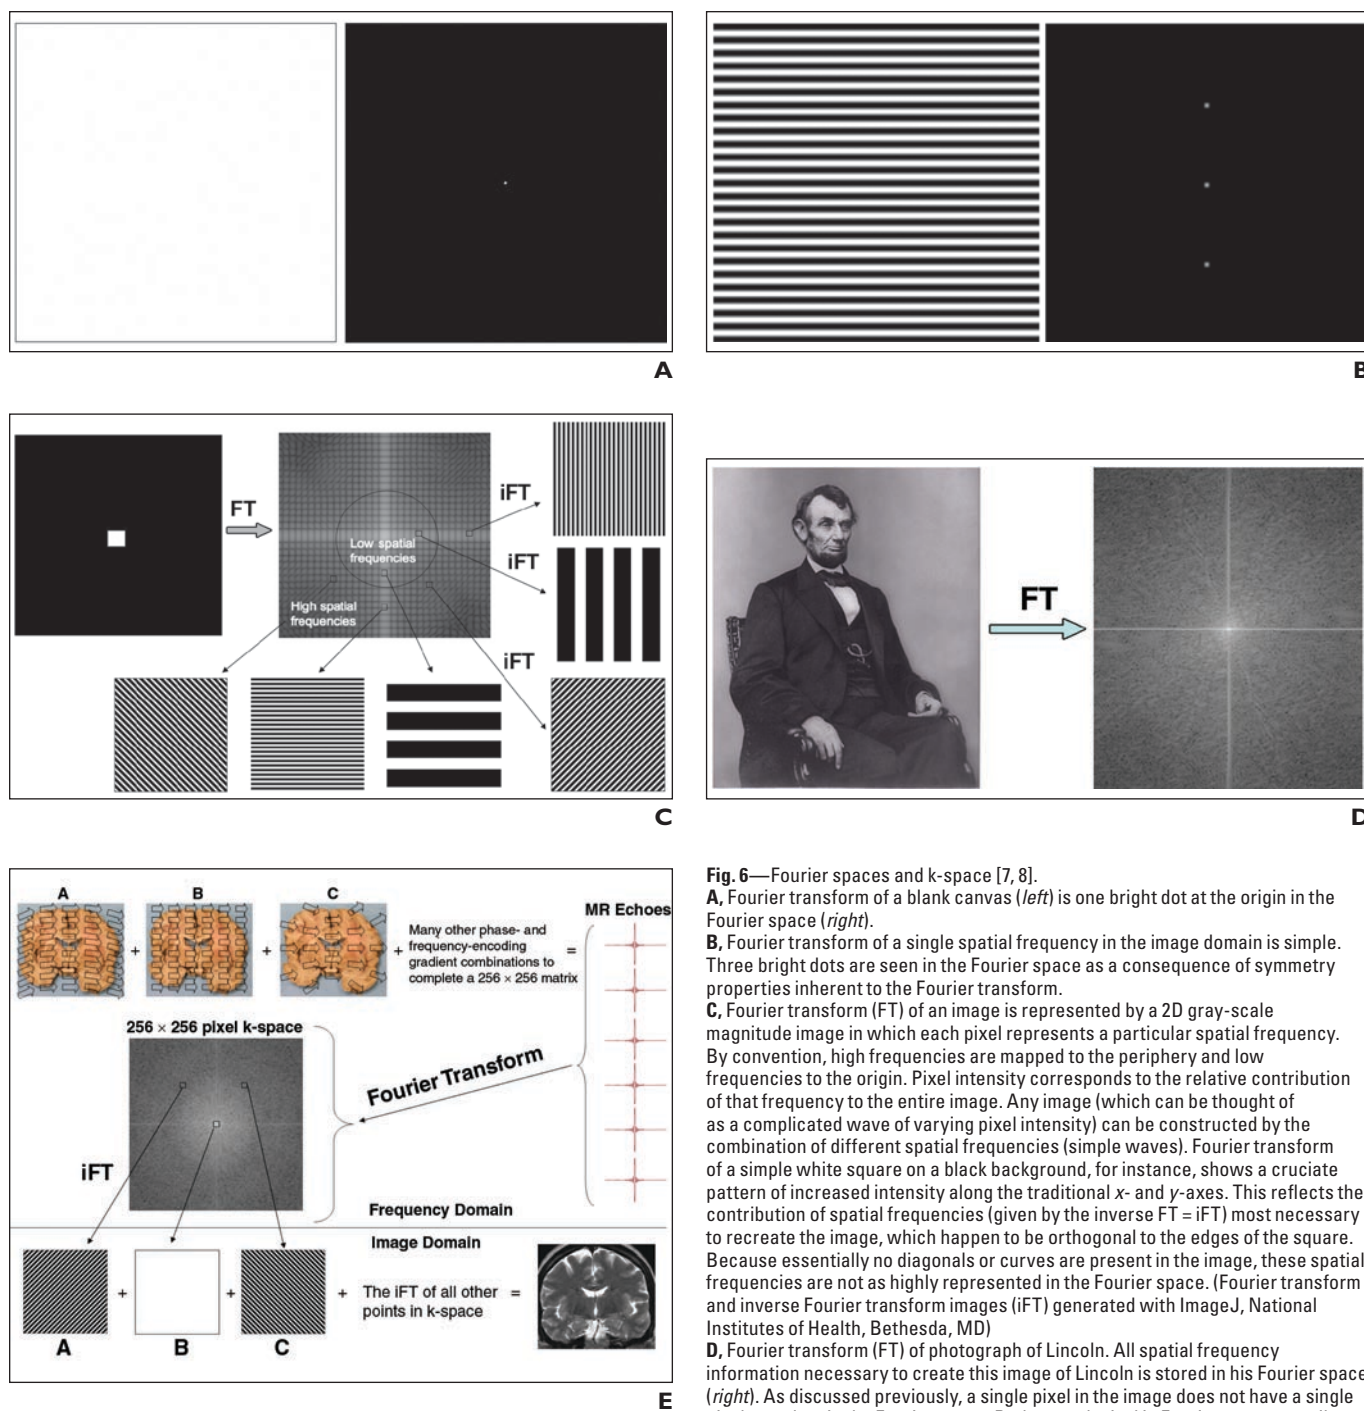 A
B
FT
Low spatial
frequencies
High spatial
frequencies
iFT
iFT
iFT
C
FT
D
A
B
C
+
+
+
Many other phase- and
frequency-encoding
gradient combinations to
complete a 256 × 256 matrix
=
MR Echoes
256 × 256 pixel k-space
Fourier Transform
iFT
Frequency Domain
Image Domain
+
+
+
The iFT of all other
points in k-space
=
A
B
C
E
Fig. 6—Fourier spaces and k-space [7, 8].
A, Fourier transform of a blank canvas (left) is one bright dot at the origin in the
Fourier space (right).
B, Fourier transform of a single spatial frequency in the image domain is simple.
Three bright dots are seen in the Fourier space as a consequence of symmetry
properties inherent to the Fourier transform.
C, Fourier transform (FT) of an image is represented by a 2D gray-scale
magnitude image in which each pixel represents a particular spatial frequency.
By convention, high frequencies are mapped to the periphery and low
frequencies to the origin. Pixel intensity corresponds to the relative contribution
of that frequency to the entire image. Any image (which can be thought of
as a complicated wave of varying pixel intensity) can be constructed by the
combination of different spatial frequencies (simple waves). Fourier transform
of a simple white square on a black background, for instance, shows a cruciate
pattern of increased intensity along the traditional x- and y-axes. This reflects the
contribution of spatial frequencies (given by the inverse FT = iFT) most necessary
to recreate the image, which happen to be orthogonal to the edges of the square.
Because essentially no diagonals or curves are present in the image, these spatial
frequencies are not as highly represented in the Fourier space. (Fourier transform
and inverse Fourier transform images (iFT) generated with ImageJ, National
Institutes of Health, Bethesda, MD)
D, Fourier transform (FT) of photograph of Lincoln. All spatial frequency
information necessary to create this image of Lincoln is stored in his Fourier space
(right). As discussed previously, a single pixel in the image does not have a single